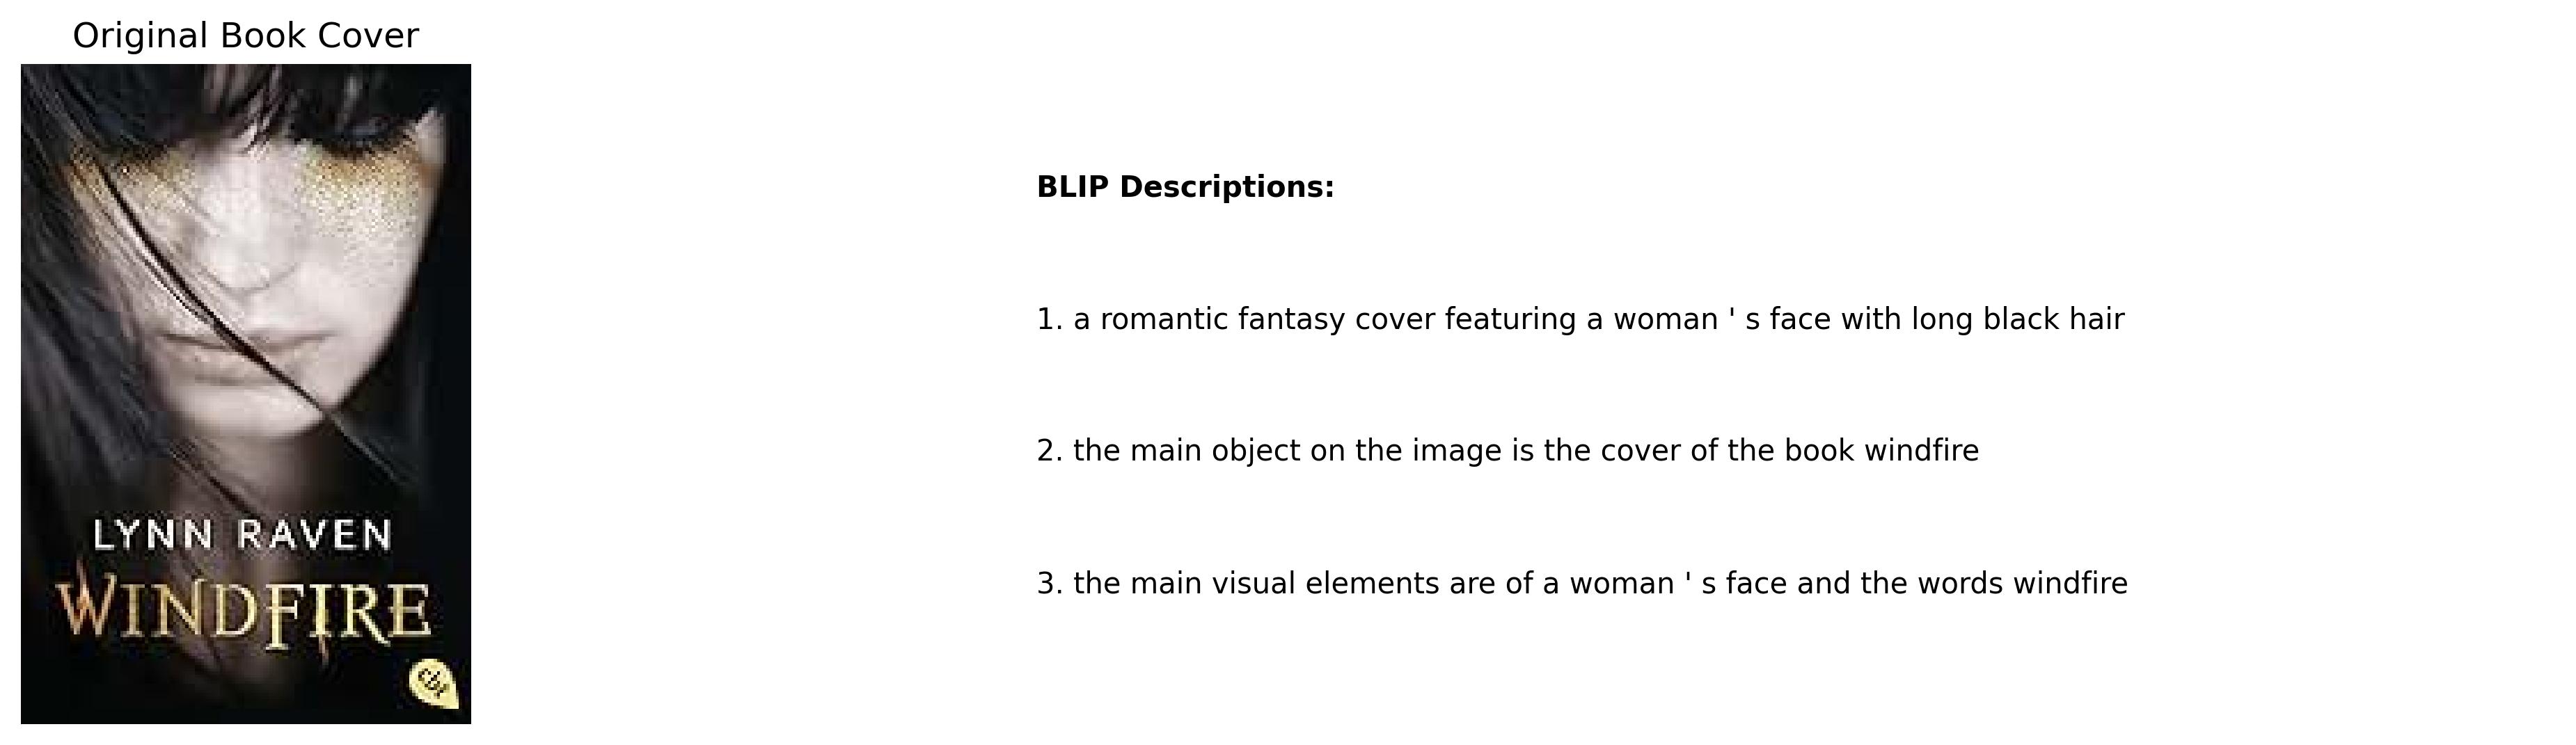 Original Book Cover
LYNN RAVEN
WINDFIRE
cbt
BLIP Descriptions:
1. a romantic fantasy cover featuring a woman ' s face with long black hair
2. the main object on the image is the cover of the book windfire
3. the main visual elements are of a woman ' s face and the words windfire